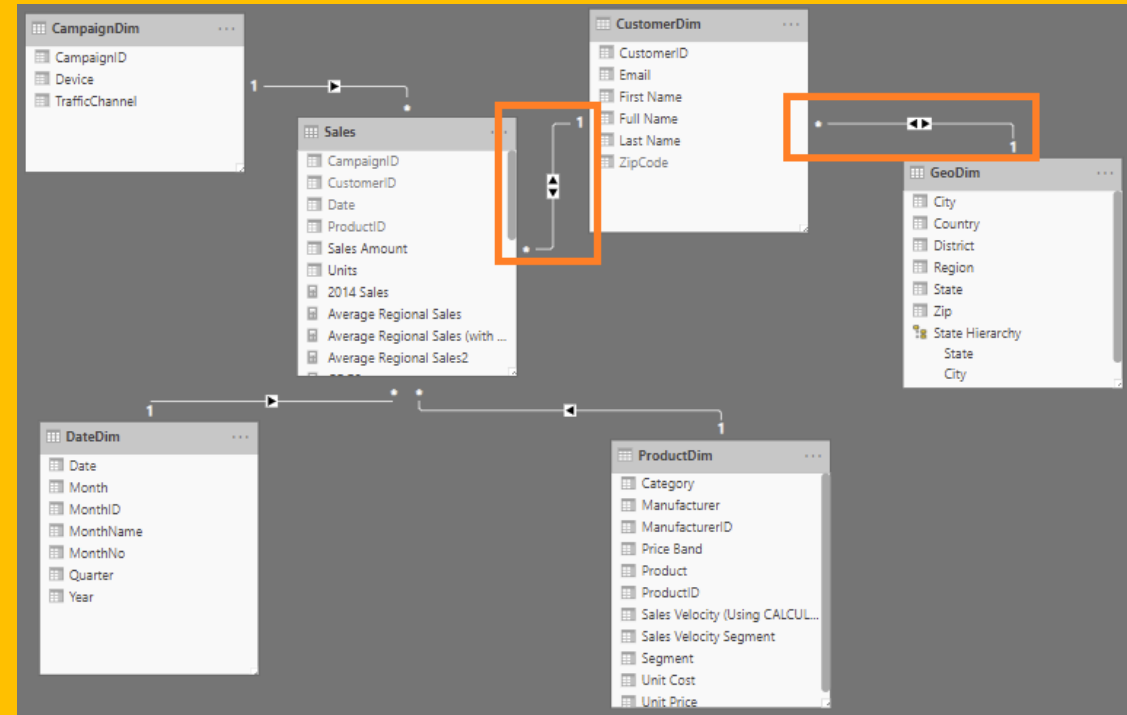 CampaignDim
CampaignID
Device
TrafficChannel
1
*
Sales
CampaignID
CustomerID
Date
ProductID
Sales Amount
Units
2014 Sales
Average Regional Sales
Average Regional Sales (with ...
Average Regional Sales2
1
*
CustomerDim
CustomerID
Email
First Name
Full Name
Last Name
ZipCode
*
1
GeoDim
City
Country
District
Region
State
Zip
State Hierarchy
State
City
* *
1
DateDim
Date
Month
MonthID
MonthName
MonthNo
Quarter
Year
1
ProductDim
Category
Manufacturer
ManufacturerID
Price Band
Product
ProductID
Sales Velocity (Using CALCUL...
Sales Velocity Segment
Segment
Unit Cost
Unit Price